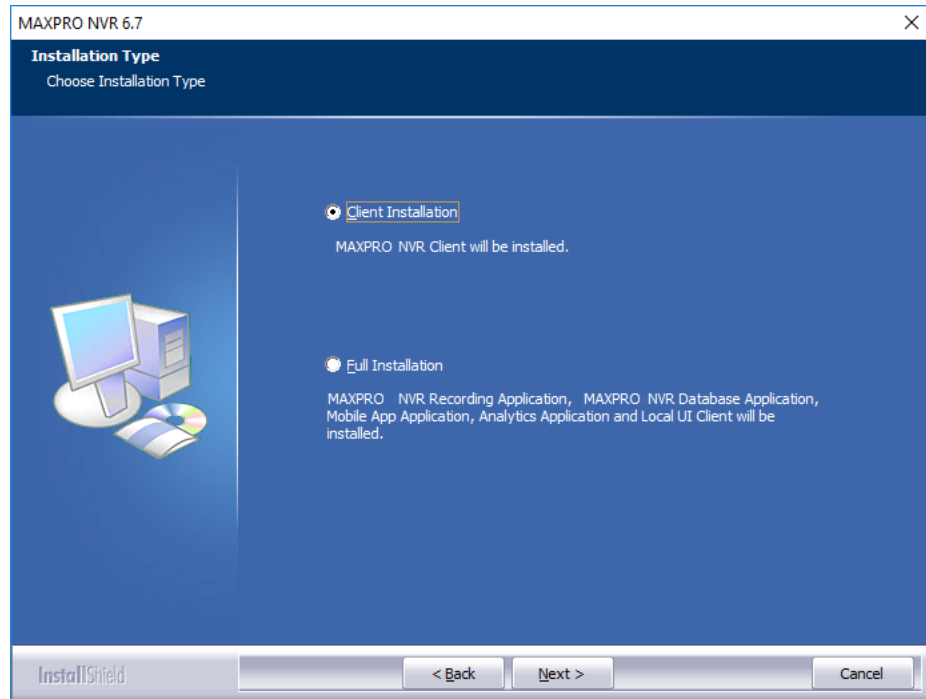 MAXPRO NVR 6.7
Installation Type
Choose Installation Type
Client Installation
MAXPRO NVR Client will be installed.
Full Installation
MAXPRO NVR Recording Application, MAXPRO NVR Database Application,
Mobile App Application, Analytics Application and Local UI Client will be
installed.
InstallShield
< Back
Next >
Cancel